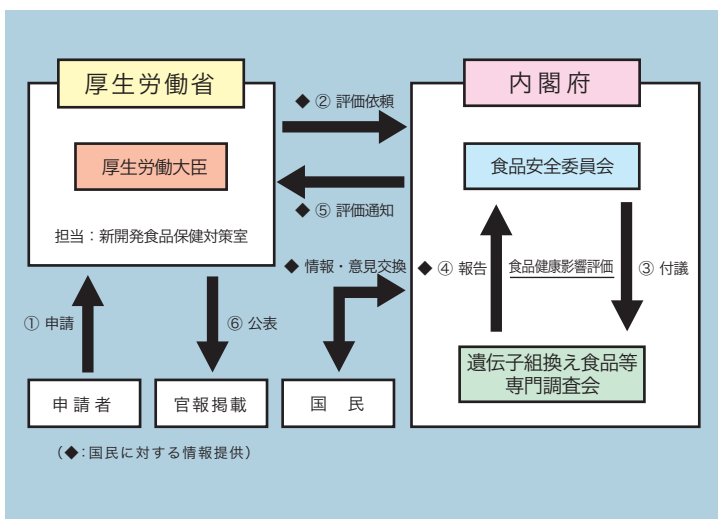 厚生労働省
内閣府
◆ ② 評価依頼
厚生労働大臣
食品安全委員会
◆ ⑤ 評価通知
担当：新開発食品保健対策室
◆ 情報・意見交換
◆ ④ 報告
食品健康影響評価
③ 付議
① 申請
⑥ 公表
遺伝子組換え食品等
専門調査会
申請者
官報掲載
国　民
（◆：国民に対する情報提供）